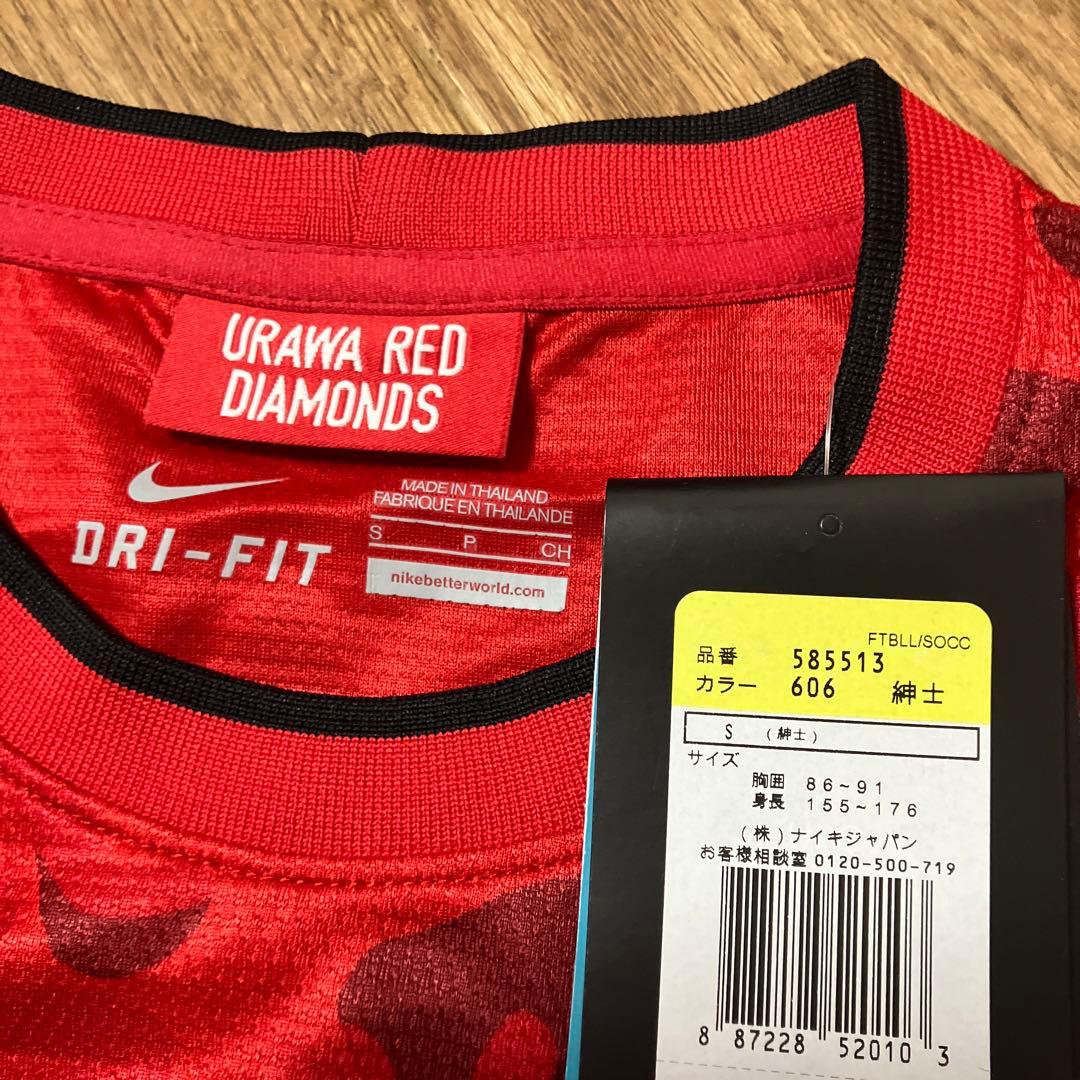 URAWA RED
DIAMONDS
DRI-FIT
MADE IN THAILAND
FABRIQUE EN THAILANDE
S P CH
nikebetterworld.com
FTBLL/SOCC
品番 585513
カラー 606 紳士
S (紳士)
サイズ
胸囲 86~91
身長 155~176
(株)ナイキジャパン
お客様相談室 0120-500-719
8 87228 52010 3